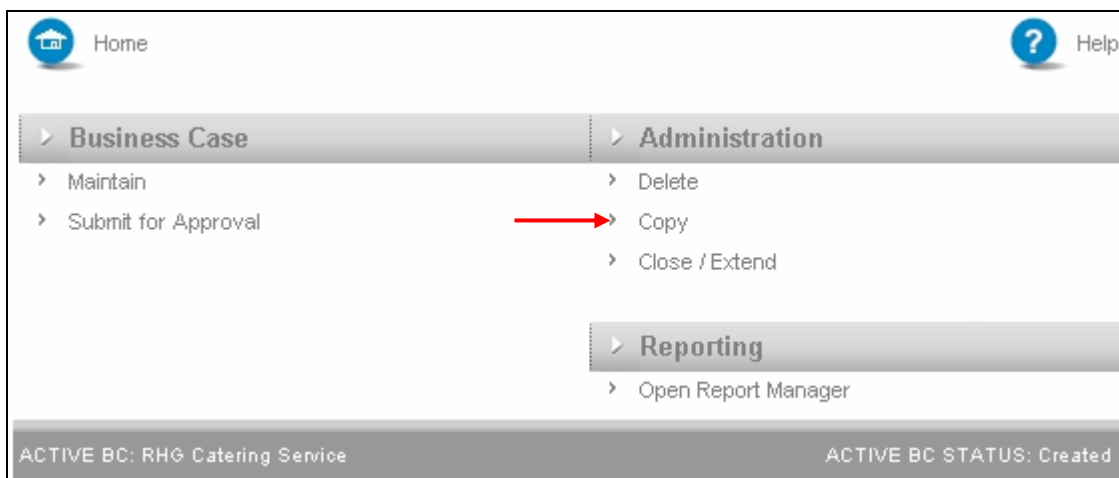 Home
Help
Business Case
Maintain
Submit for Approval
Administration
Delete
Copy
Close / Extend
Reporting
Open Report Manager
ACTIVE BC: RHG Catering Service
ACTIVE BC STATUS: Created